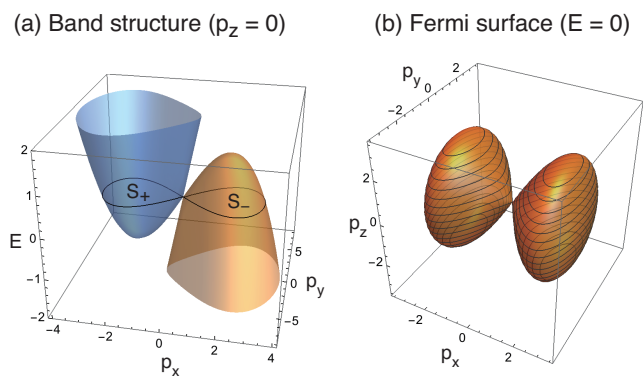 (a) Band structure (p_z = 0)
(b) Fermi surface (E = 0)
S₊
S₋
E
2
1
0
−1
−2
−4
−2
0
2
4
p_x
5
0
−5
p_y
p_y
2
0
−2
p_z
2
0
−2
−2
0
2
p_x